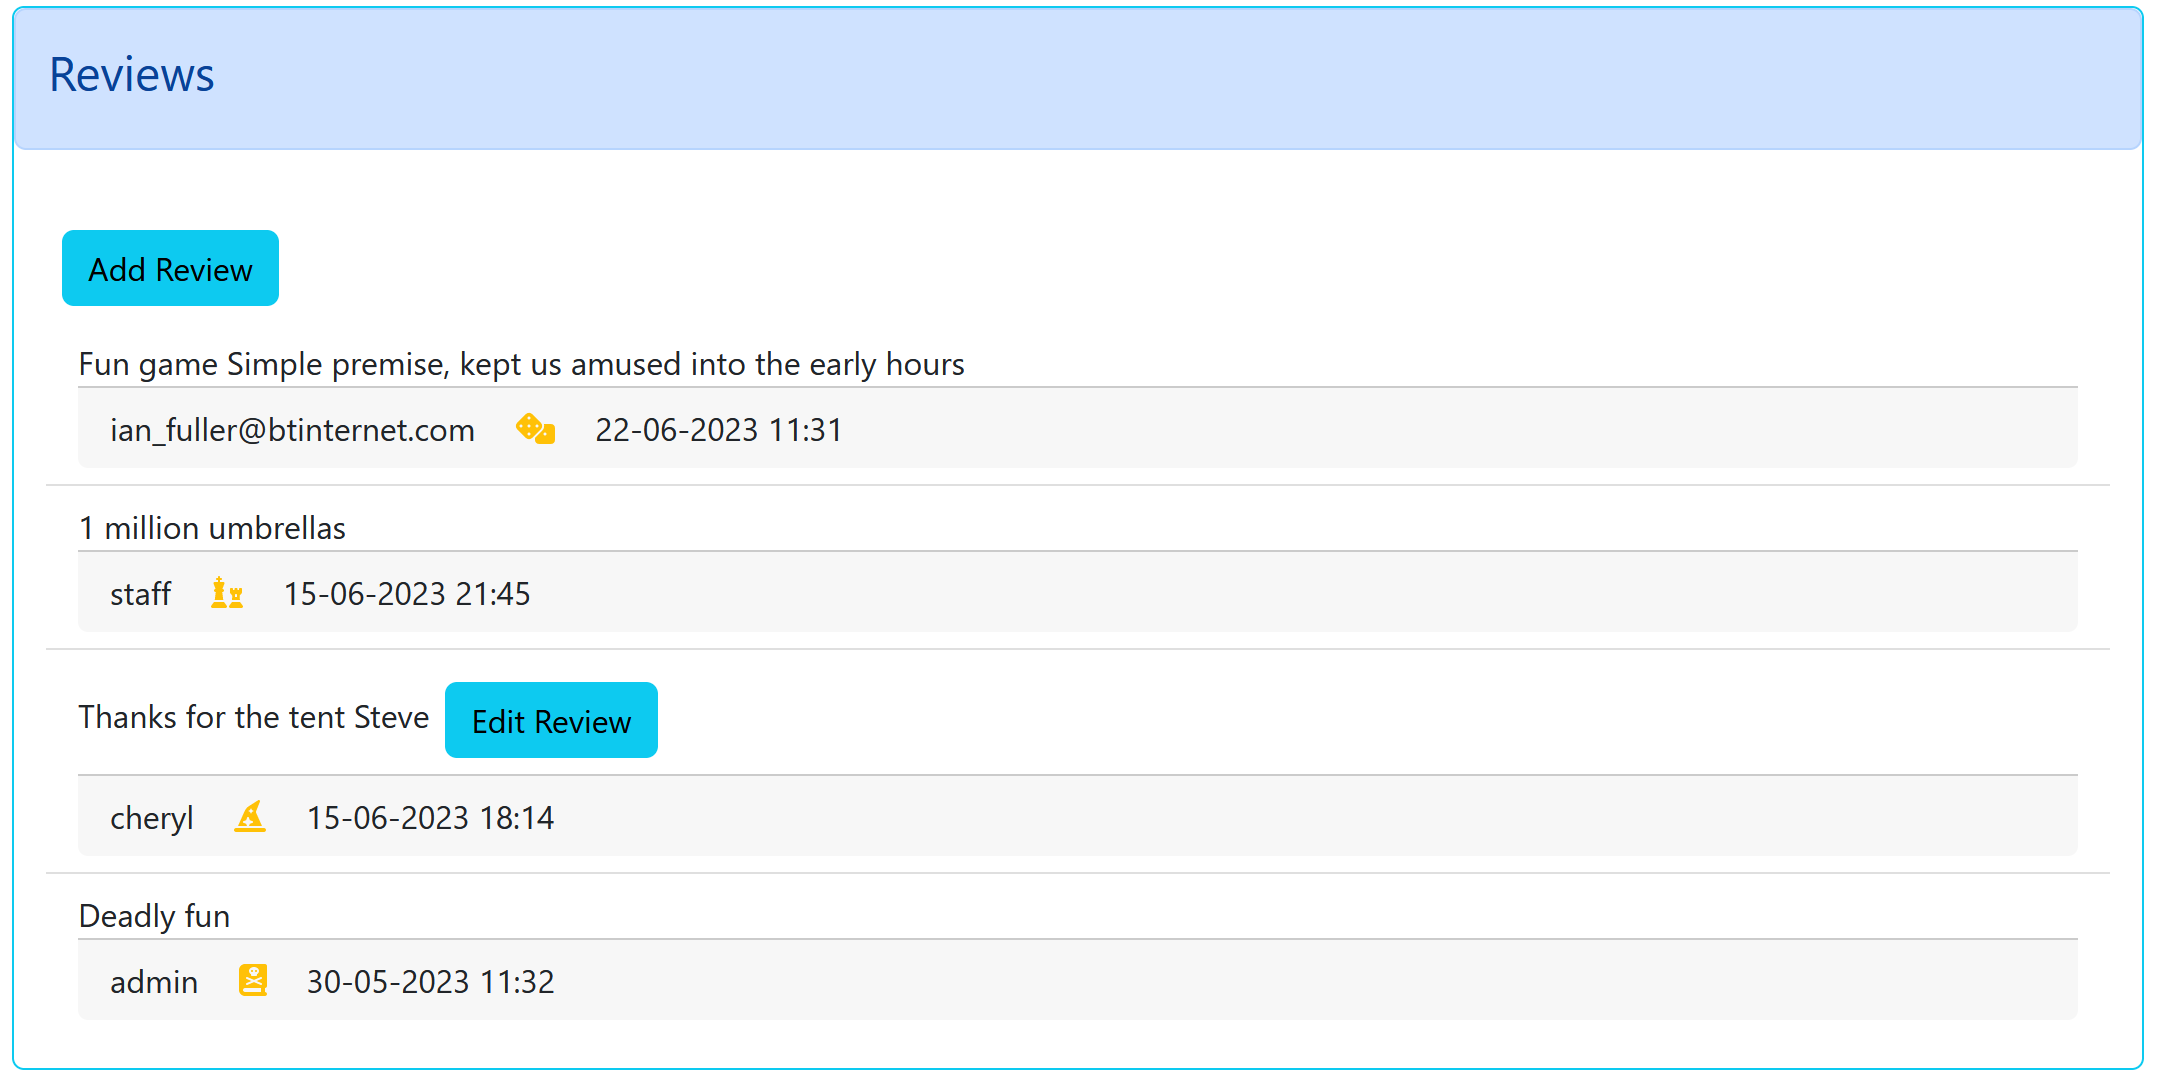 Reviews
Add Review
Fun game Simple premise, kept us amused into the early hours
ian_fuller@btinternet.com 22-06-2023 11:31
1 million umbrellas
staff 15-06-2023 21:45
Thanks for the tent Steve Edit Review
cheryl 15-06-2023 18:14
Deadly fun
admin 30-05-2023 11:32